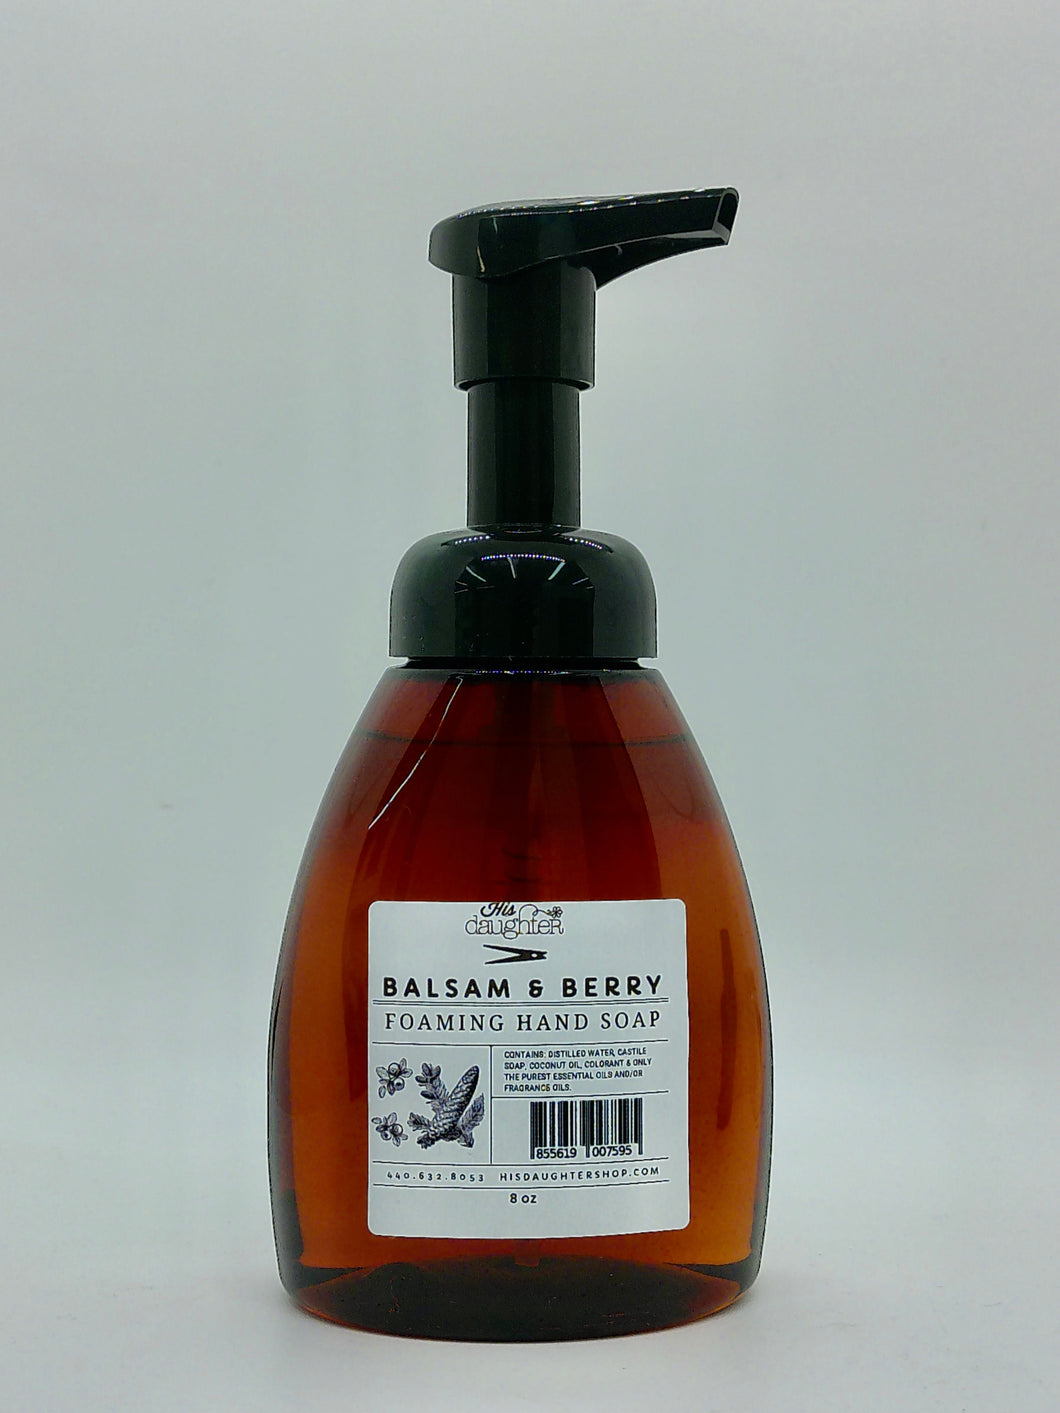 His
daughter
BALSAM & BERRY
FOAMING HAND SOAP
CONTAINS: DISTILLED WATER, CASTILE
SOAP, COCONUT OIL, COLORANT & ONLY
THE PUREST ESSENTIAL OILS AND/OR
FRAGRANCE OILS.
855619 007595
440.632.8053 HISDAUGHTERSHOP.COM
8 oz